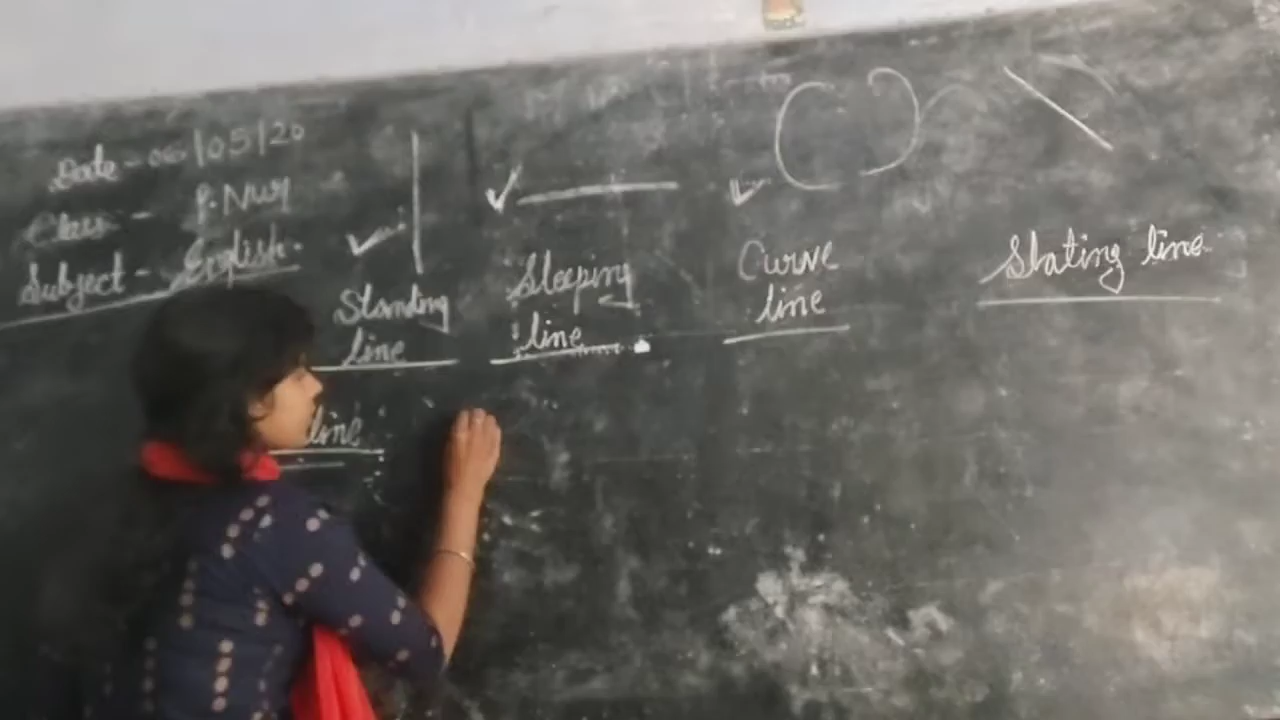 Date - 06/05/20
Class - P.Nur
Subject - English.
Standing
line
Sleeping
line
Curve
line
Slating line
line